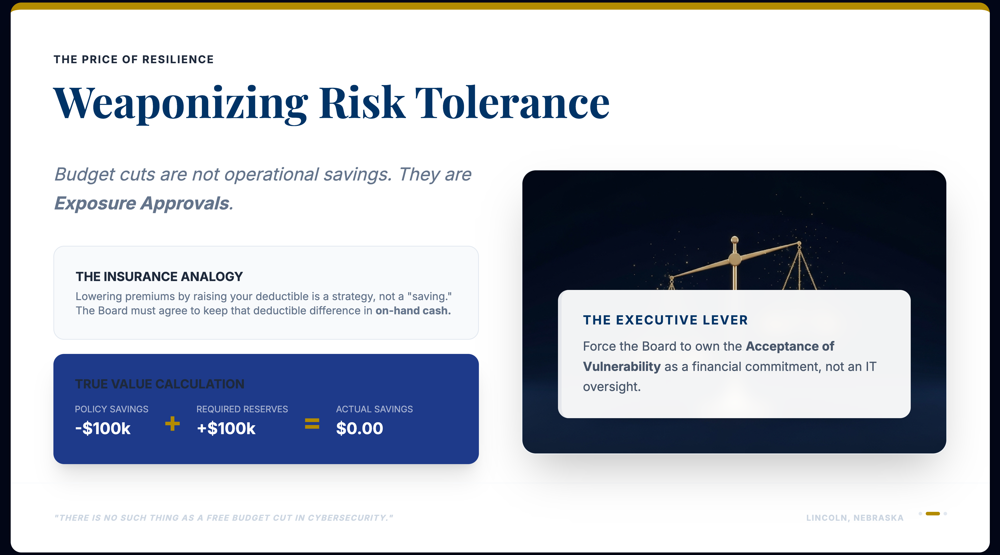 THE PRICE OF RESILIENCE
Weaponizing Risk Tolerance
Budget cuts are not operational savings. They are
Exposure Approvals.
THE INSURANCE ANALOGY
Lowering premiums by raising your deductible is a strategy, not a "saving."
The Board must agree to keep that deductible difference in on-hand cash.
TRUE VALUE CALCULATION
POLICY SAVINGS REQUIRED RESERVES ACTUAL SAVINGS
-$100k + +$100k = $0.00
THE EXECUTIVE LEVER
Force the Board to own the Acceptance of
Vulnerability as a financial commitment, not an IT
oversight.
"THERE IS NO SUCH THING AS A FREE BUDGET CUT IN CYBERSECURITY."
LINCOLN, NEBRASKA